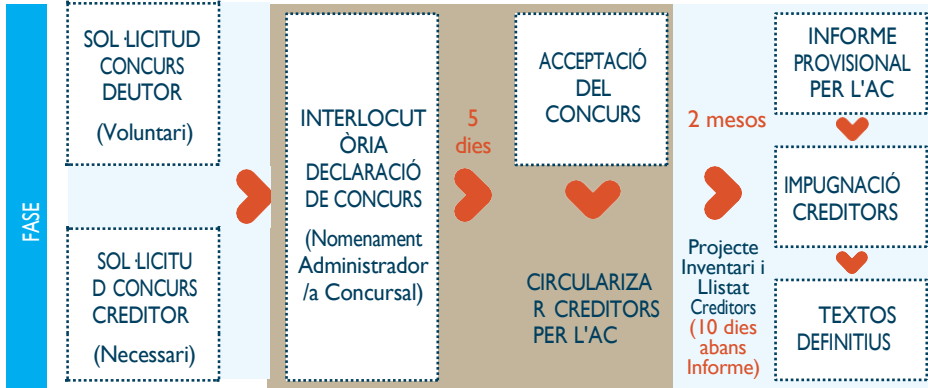 FASE
SOL·LICITUD
CONCURS
DEUTOR
(Voluntari)
SOL·LICITU
D CONCURS
CREDITOR
(Necessari)
INTERLOCUT
ÒRIA
DECLARACIÓ
DE CONCURS
(Nomenament
Administrador
/a Concursal)
5
dies
ACCEPTACIÓ
DEL
CONCURS
CIRCULARIZA
R CREDITORS
PER L'AC
2 mesos
Projecte
Inventari i
Llistat
Creditors
(10 dies
abans
Informe)
INFORME
PROVISIONAL
PER L'AC
IMPUGNACIÓ
CREDITORS
TEXTOS
DEFINITIUS